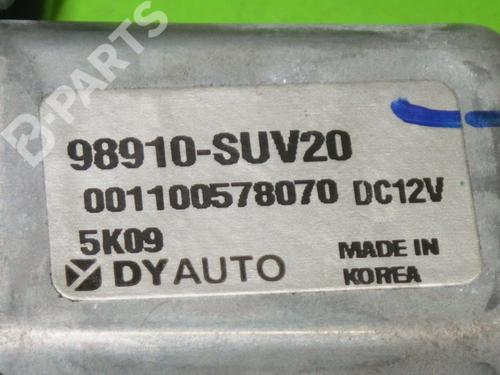 B-PARTS
98910-SUV20
001100578070 DC12V
5K09
DYAUTO
MADE IN
KOREA